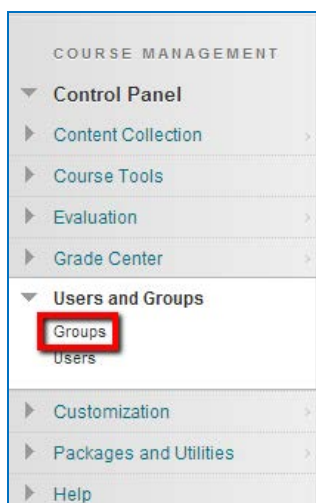 COURSE MANAGEMENT
Control Panel
Content Collection
Course Tools
Evaluation
Grade Center
Users and Groups
Groups
Users
Customization
Packages and Utilities
Help